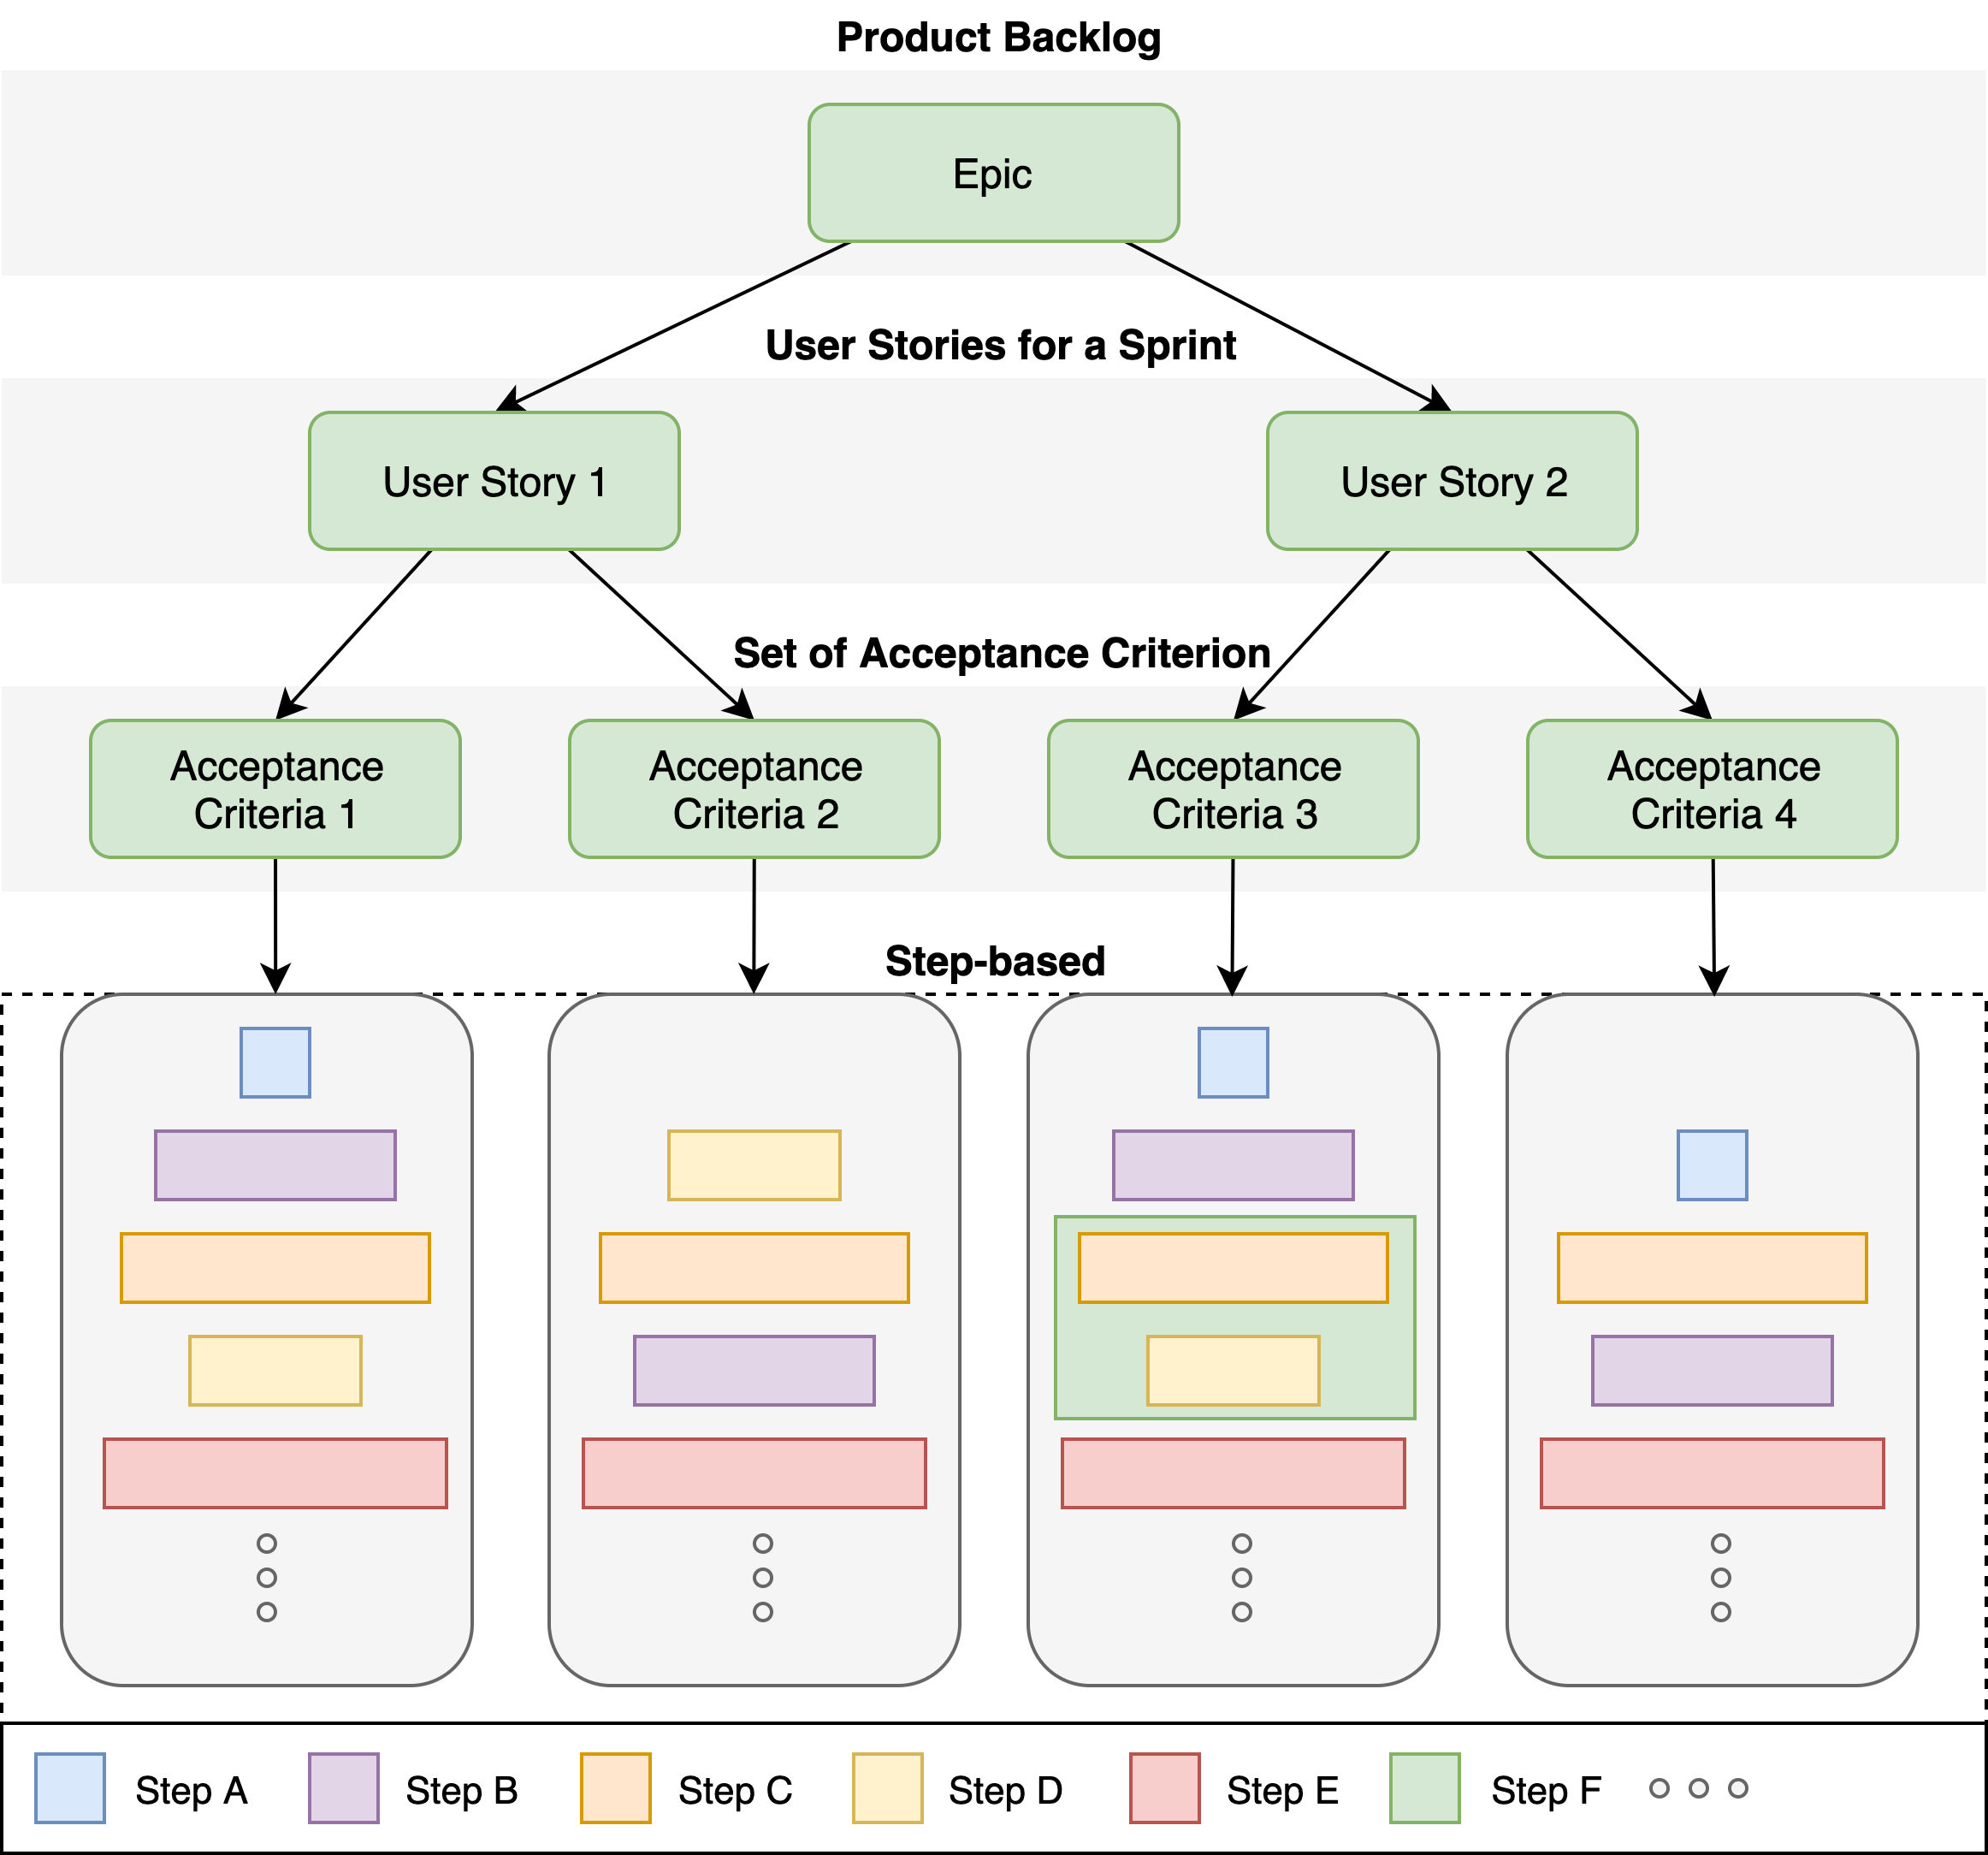 Product Backlog
Epic
User Stories for a Sprint
User Story 1
User Story 2
Set of Acceptance Criterion
Acceptance
Criteria 1
Acceptance
Criteria 2
Acceptance
Criteria 3
Acceptance
Criteria 4
Step-based
Step A
Step B
Step C
Step D
Step E
Step F